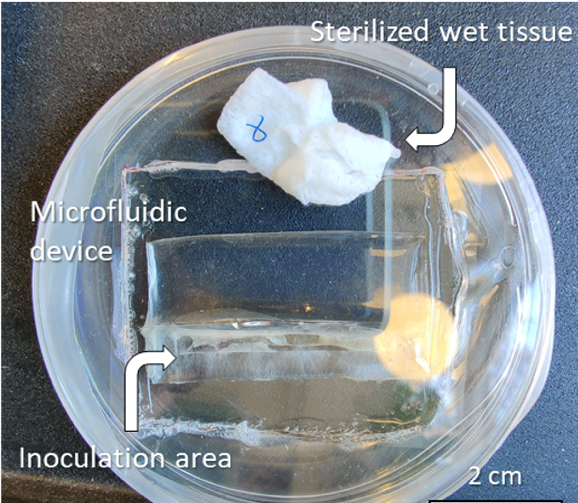 Sterilized wet tissue
8
Microfluidic
device
Inoculation area
2 cm